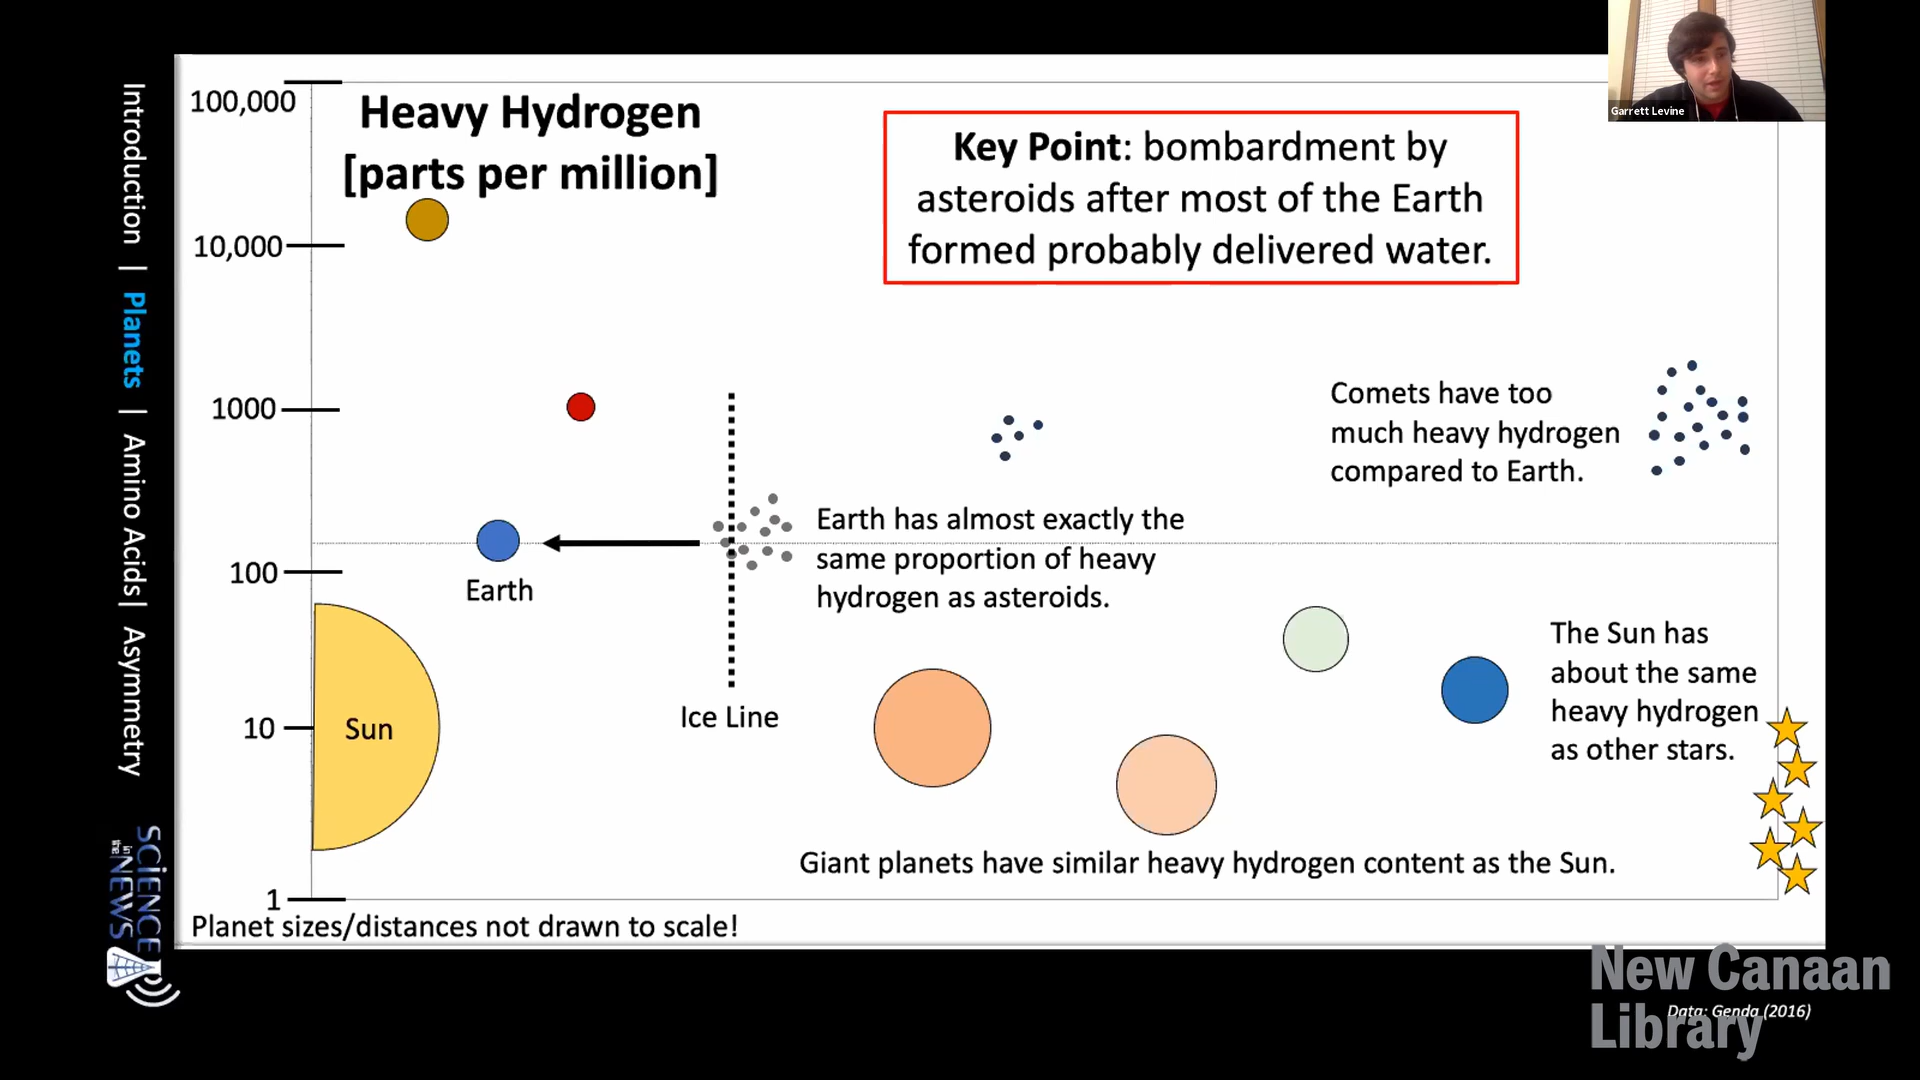 Introduction | Planets | Amino Acids | Asymmetry
SCIENCE
in the
NEWS
Heavy Hydrogen
[parts per million]
100,000
10,000
1000
100
10
1
Key Point: bombardment by
asteroids after most of the Earth
formed probably delivered water.
Garrett Levine
Comets have too
much heavy hydrogen
compared to Earth.
Earth has almost exactly the
same proportion of heavy
hydrogen as asteroids.
Earth
Sun
Ice Line
The Sun has
about the same
heavy hydrogen
as other stars.
Giant planets have similar heavy hydrogen content as the Sun.
Planet sizes/distances not drawn to scale!
New Canaan
Library
Data: Genda (2016)